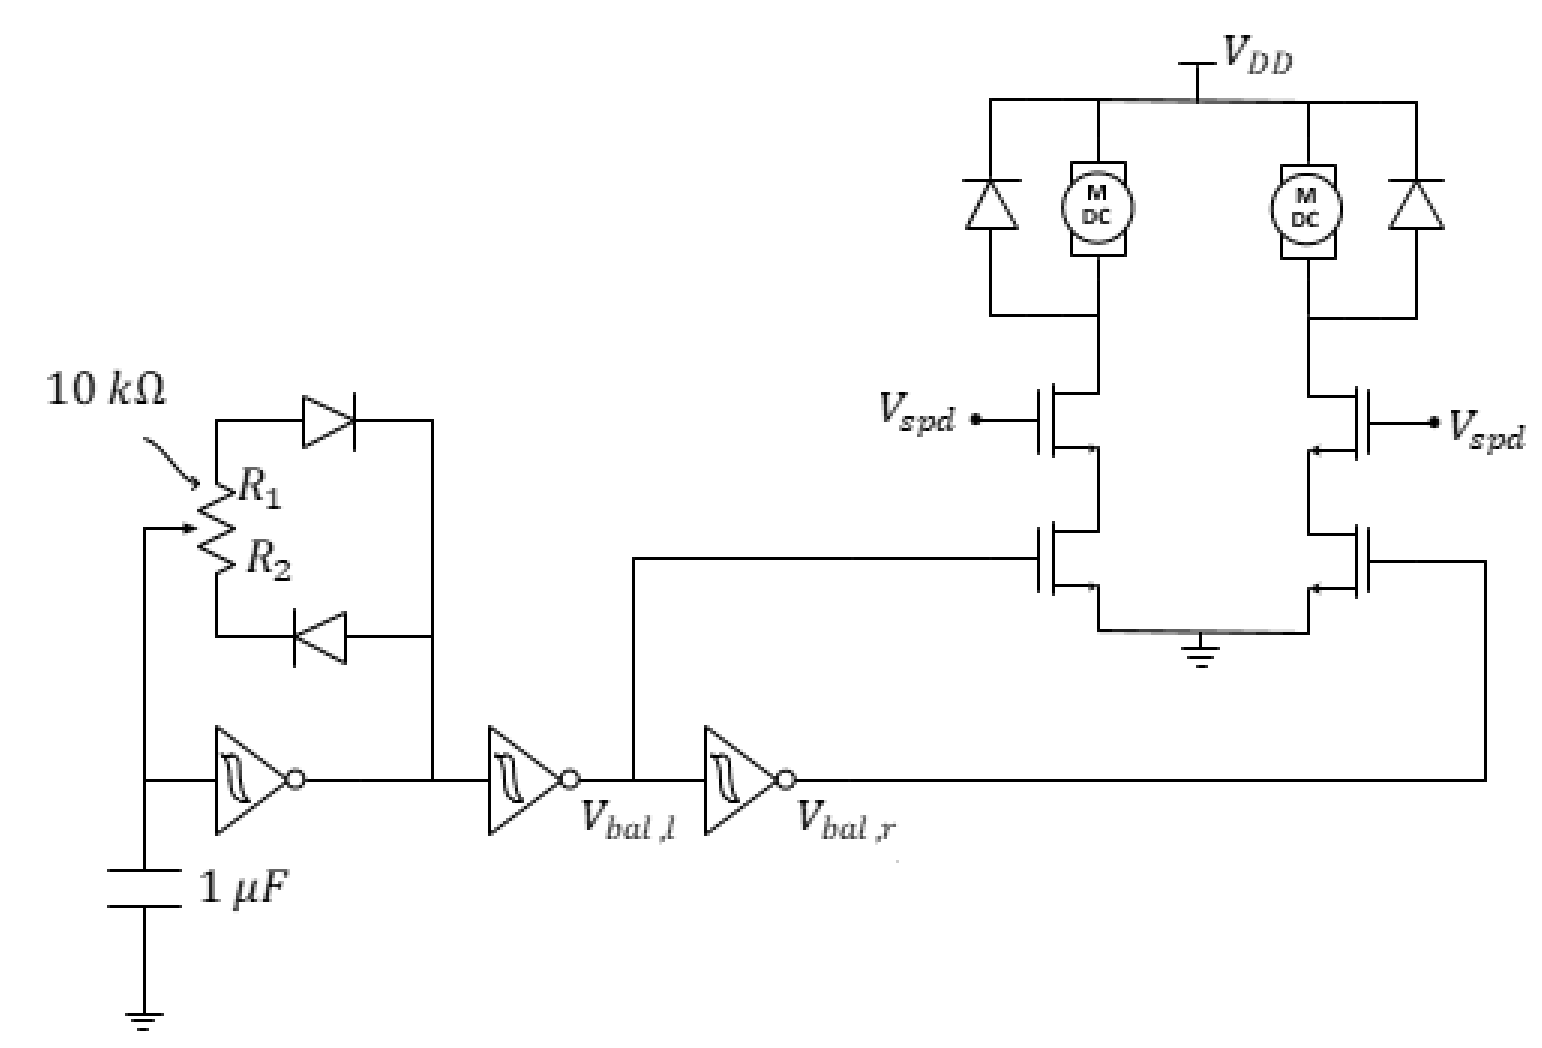 V_{DD}
M
DC
M
DC
V_{spd}
V_{spd}
10 kΩ
R_1
R_2
V_{bal,l}
V_{bal,r}
1 μF